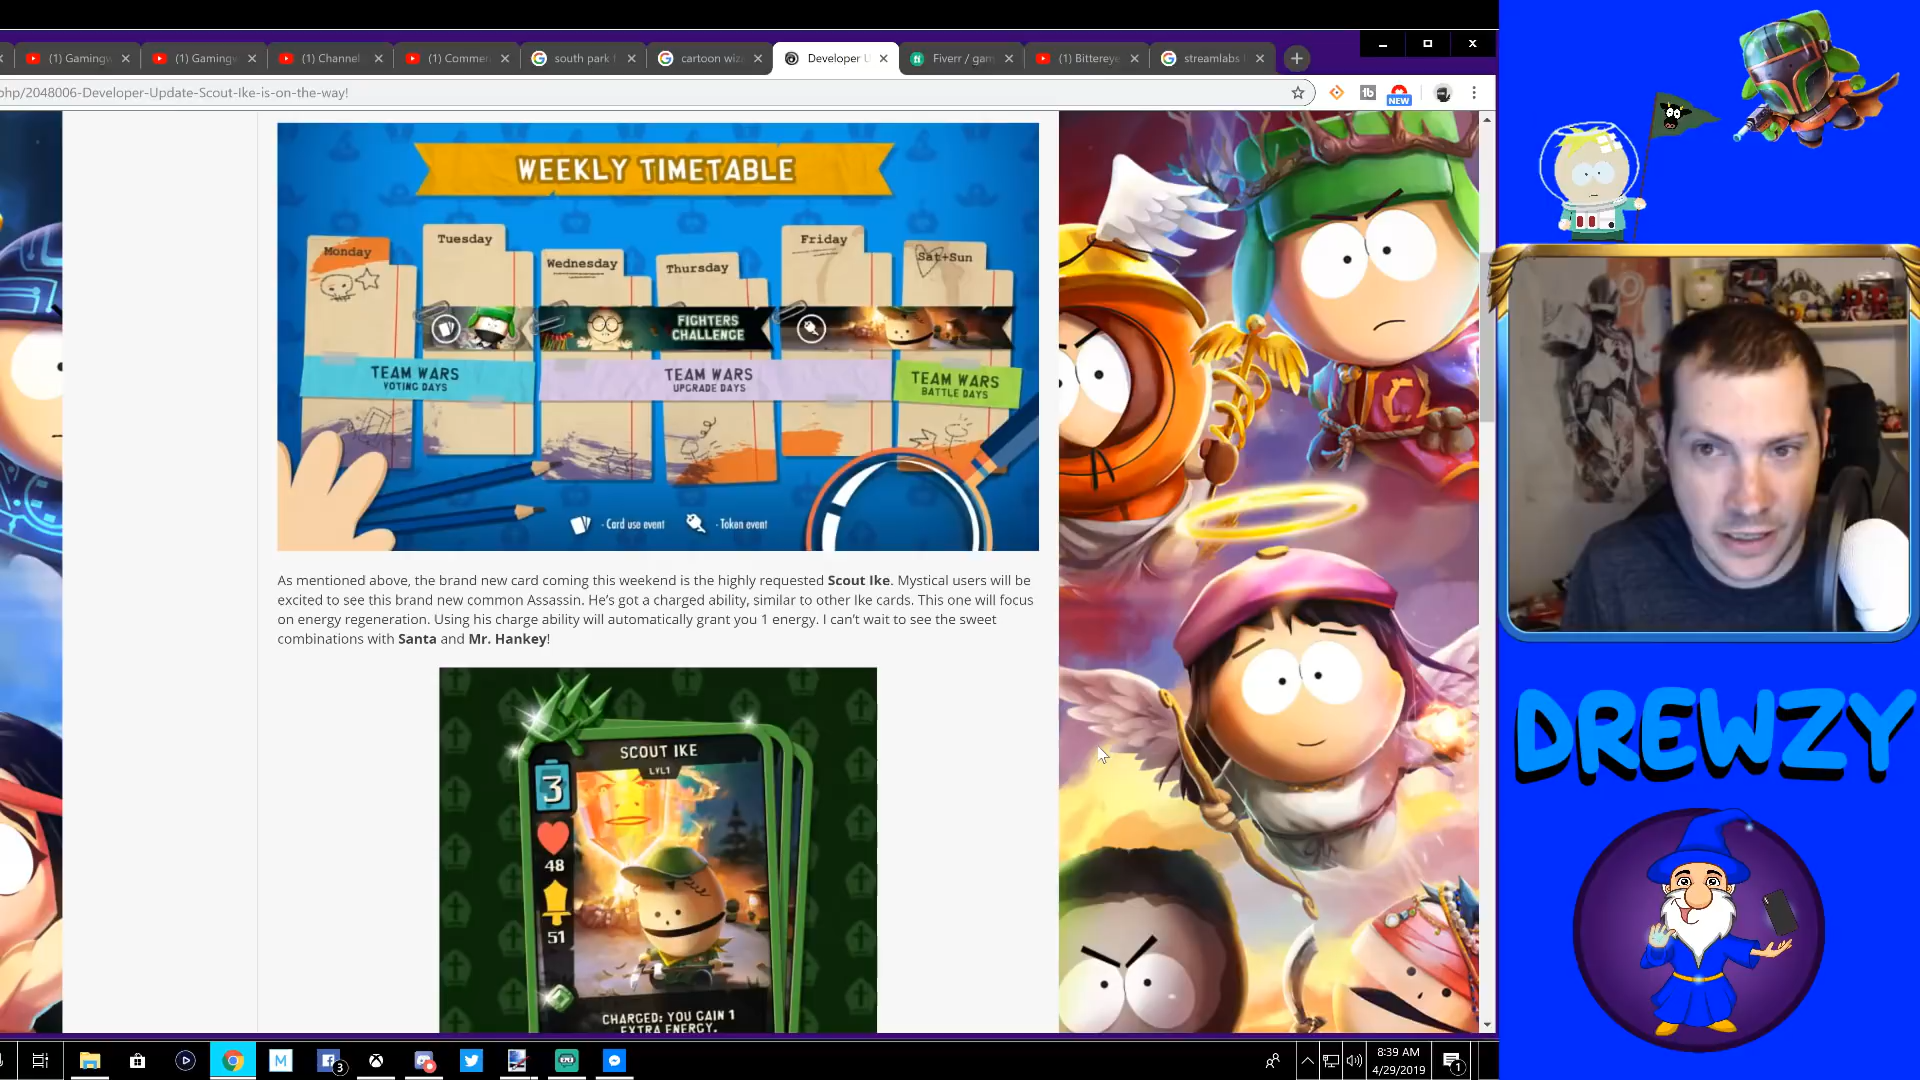 (1) Gamingw
(1) Gamingw
(1) Channel
(1) Commen
south park f
cartoon wiz
Developer U
Fiverr / gam
(1) Bittereye
streamlabs
php/2048006-Developer-Update-Scout-Ike-is-on-the-way!
NEW
WEEKLY TIMETABLE
Monday
Tuesday
Wednesday
Thursday
Friday
Sat+Sun
FIGHTERS
CHALLENGE
TEAM WARS
VOTING DAYS
TEAM WARS
UPGRADE DAYS
TEAM WARS
BATTLE DAYS
- Card use event
- Token event
As mentioned above, the brand new card coming this weekend is the highly requested Scout Ike. Mystical users will be
excited to see this brand new common Assassin. He's got a charged ability, similar to other Ike cards. This one will focus
on energy regeneration. Using his charge ability will automatically grant you 1 energy. I can't wait to see the sweet
combinations with Santa and Mr. Hankey!
SCOUT IKE
LVL1
3
48
51
CHARGED: YOU GAIN 1
EXTRA ENERGY.
DREWZY
M
3
8:39 AM
4/29/2019
1